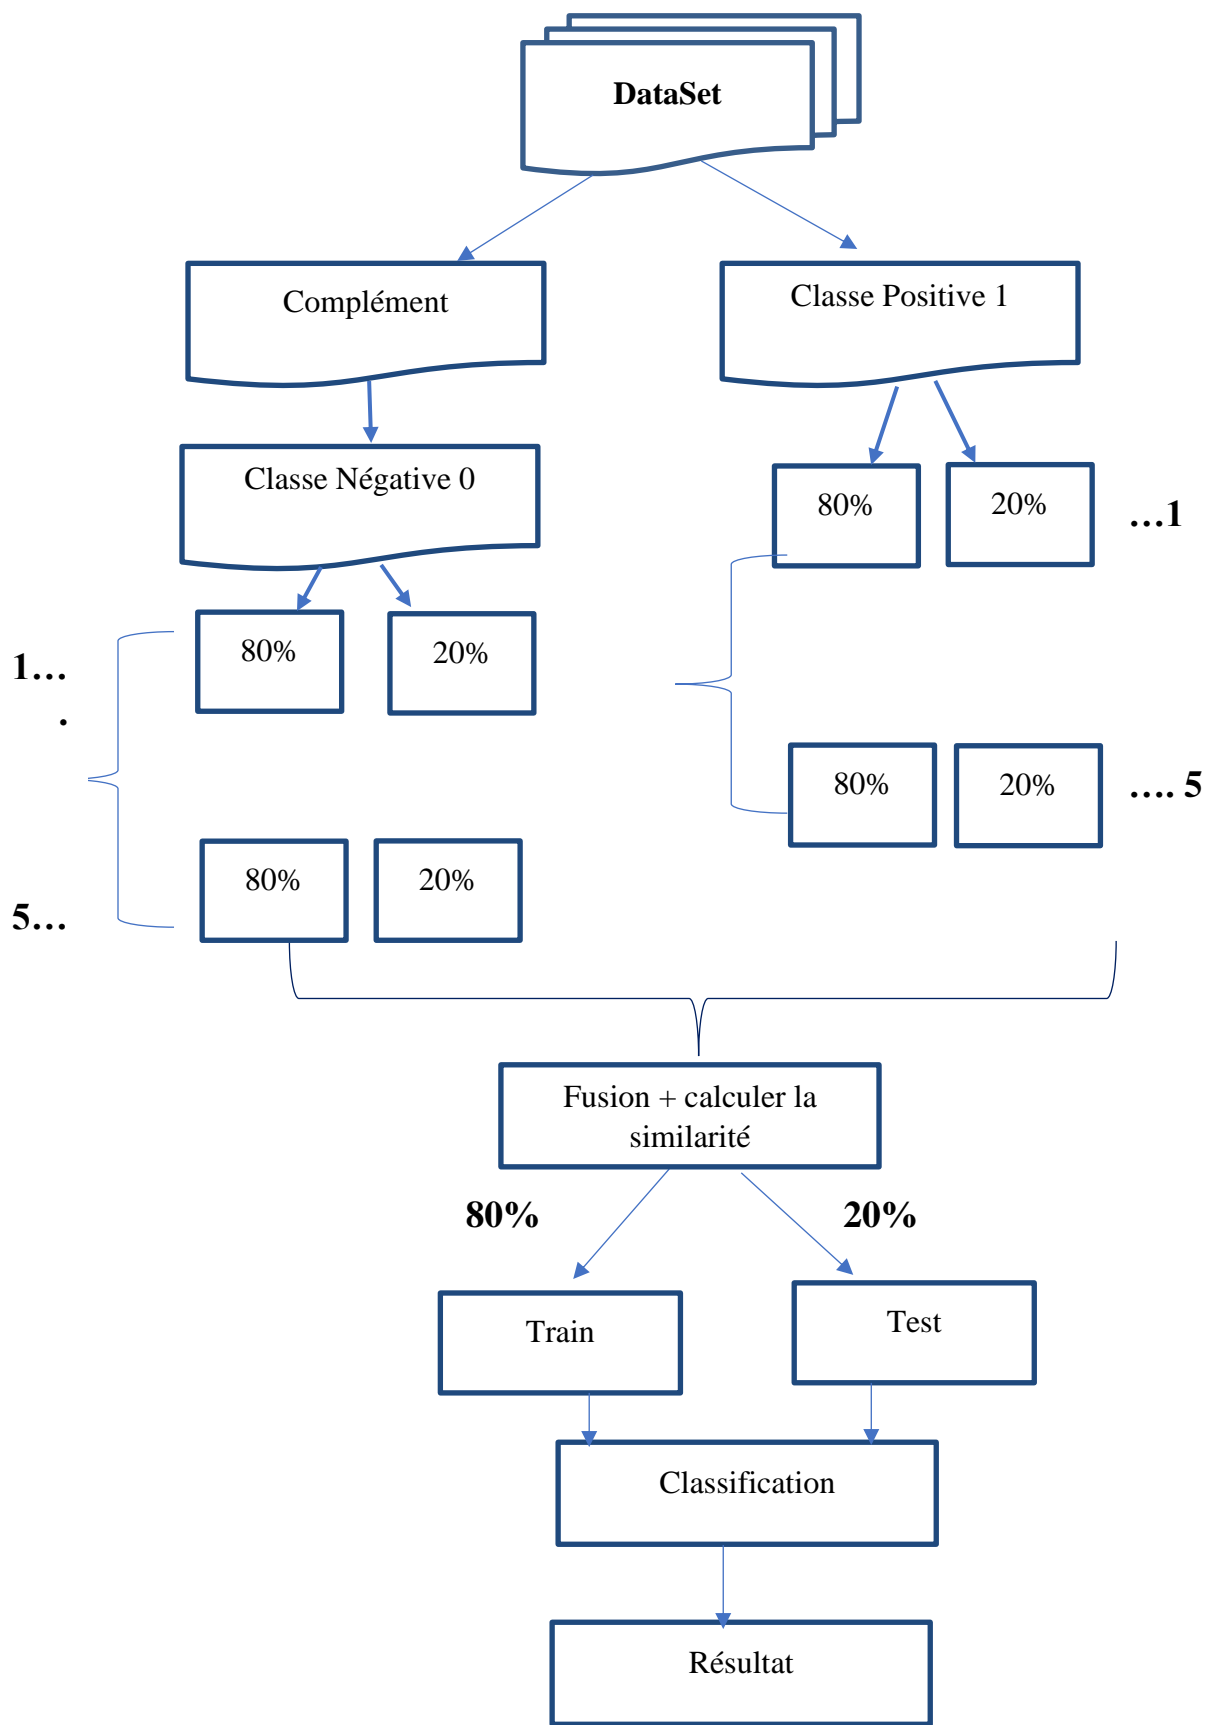 DataSet
Complément
Classe Positive 1
Classe Négative 0
80%
20%
…1
80%
20%
1…
.
80%
20%
…. 5
80%
20%
5…
Fusion + calculer la
similarité
80%
20%
Train
Test
Classification
Résultat